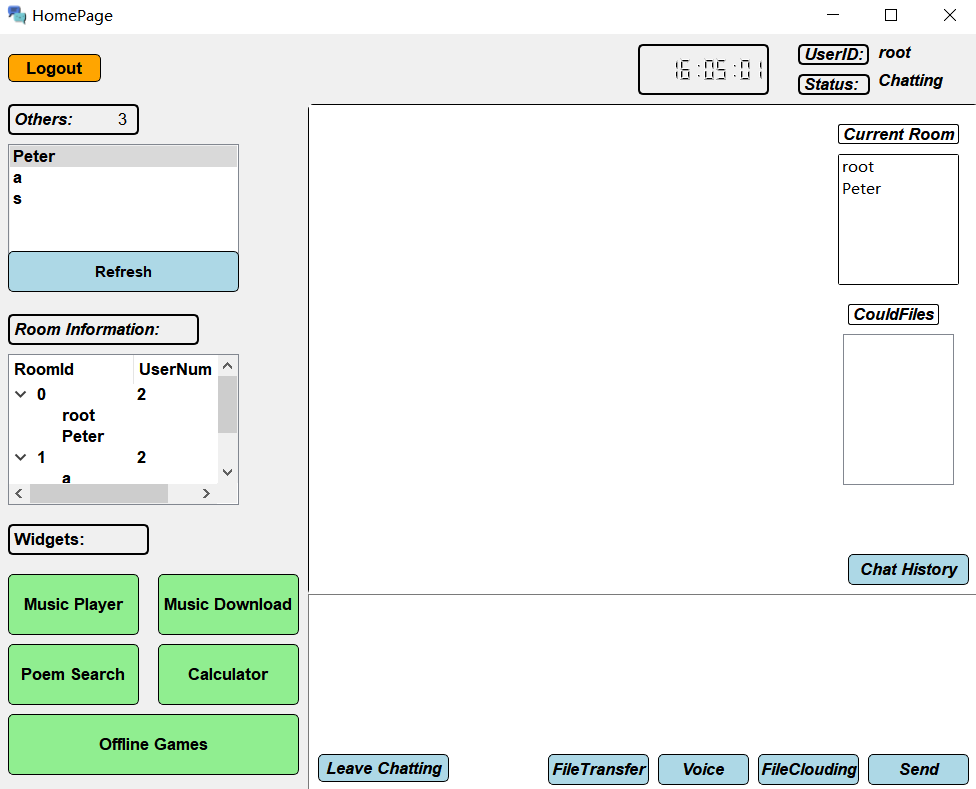 HomePage
Logout
16:05:01
UserID: root
Status: Chatting
Others: 3
Peter
a
s
Refresh
Room Information:
RoomId UserNum
0 2
root
Peter
1 2
a
Widgets:
Music Player Music Download
Poem Search Calculator
Offline Games
Current Room
root
Peter
CouldFiles
Chat History
Leave Chatting FileTransfer Voice FileClouding Send